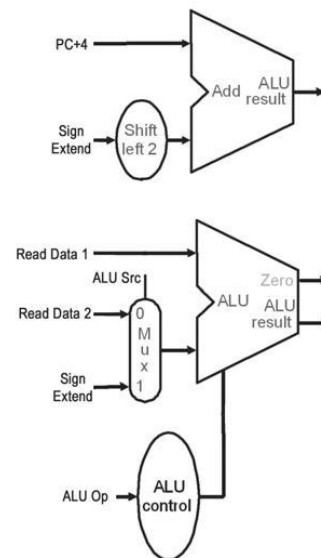 PC+4
Add
ALU
result
Sign
Extend
Shift
left 2
Read Data 1
ALU Src
Zero
ALU
ALU
result
Read Data 2
0
M
u
x
1
Sign
Extend
ALU Op
ALU
control